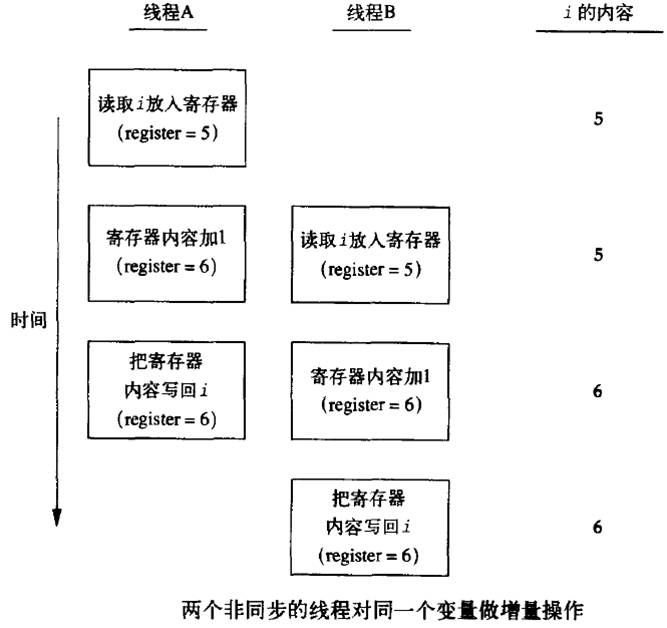 线程A 线程B i 的内容
读取i放入寄存器
(register = 5)
5
寄存器内容加1
(register = 6)
读取i放入寄存器
(register = 5)
5
时间
把寄存器
内容写回i
(register = 6)
寄存器内容加1
(register = 6)
6
把寄存器
内容写回i
(register = 6)
6
两个非同步的线程对同一个变量做增量操作